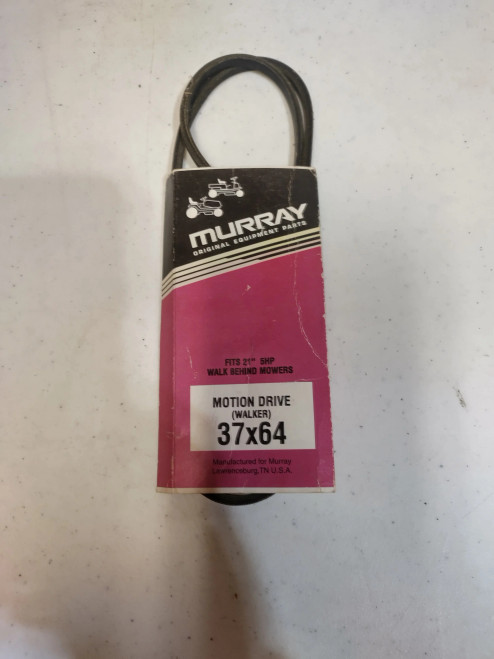 MURRAY
ORIGINAL EQUIPMENT PARTS
FITS 21" 5HP
WALK BEHIND MOWERS
MOTION DRIVE
(WALKER)
37x64
Manufactured for Murray
Lawrenceburg, TN U.S.A.